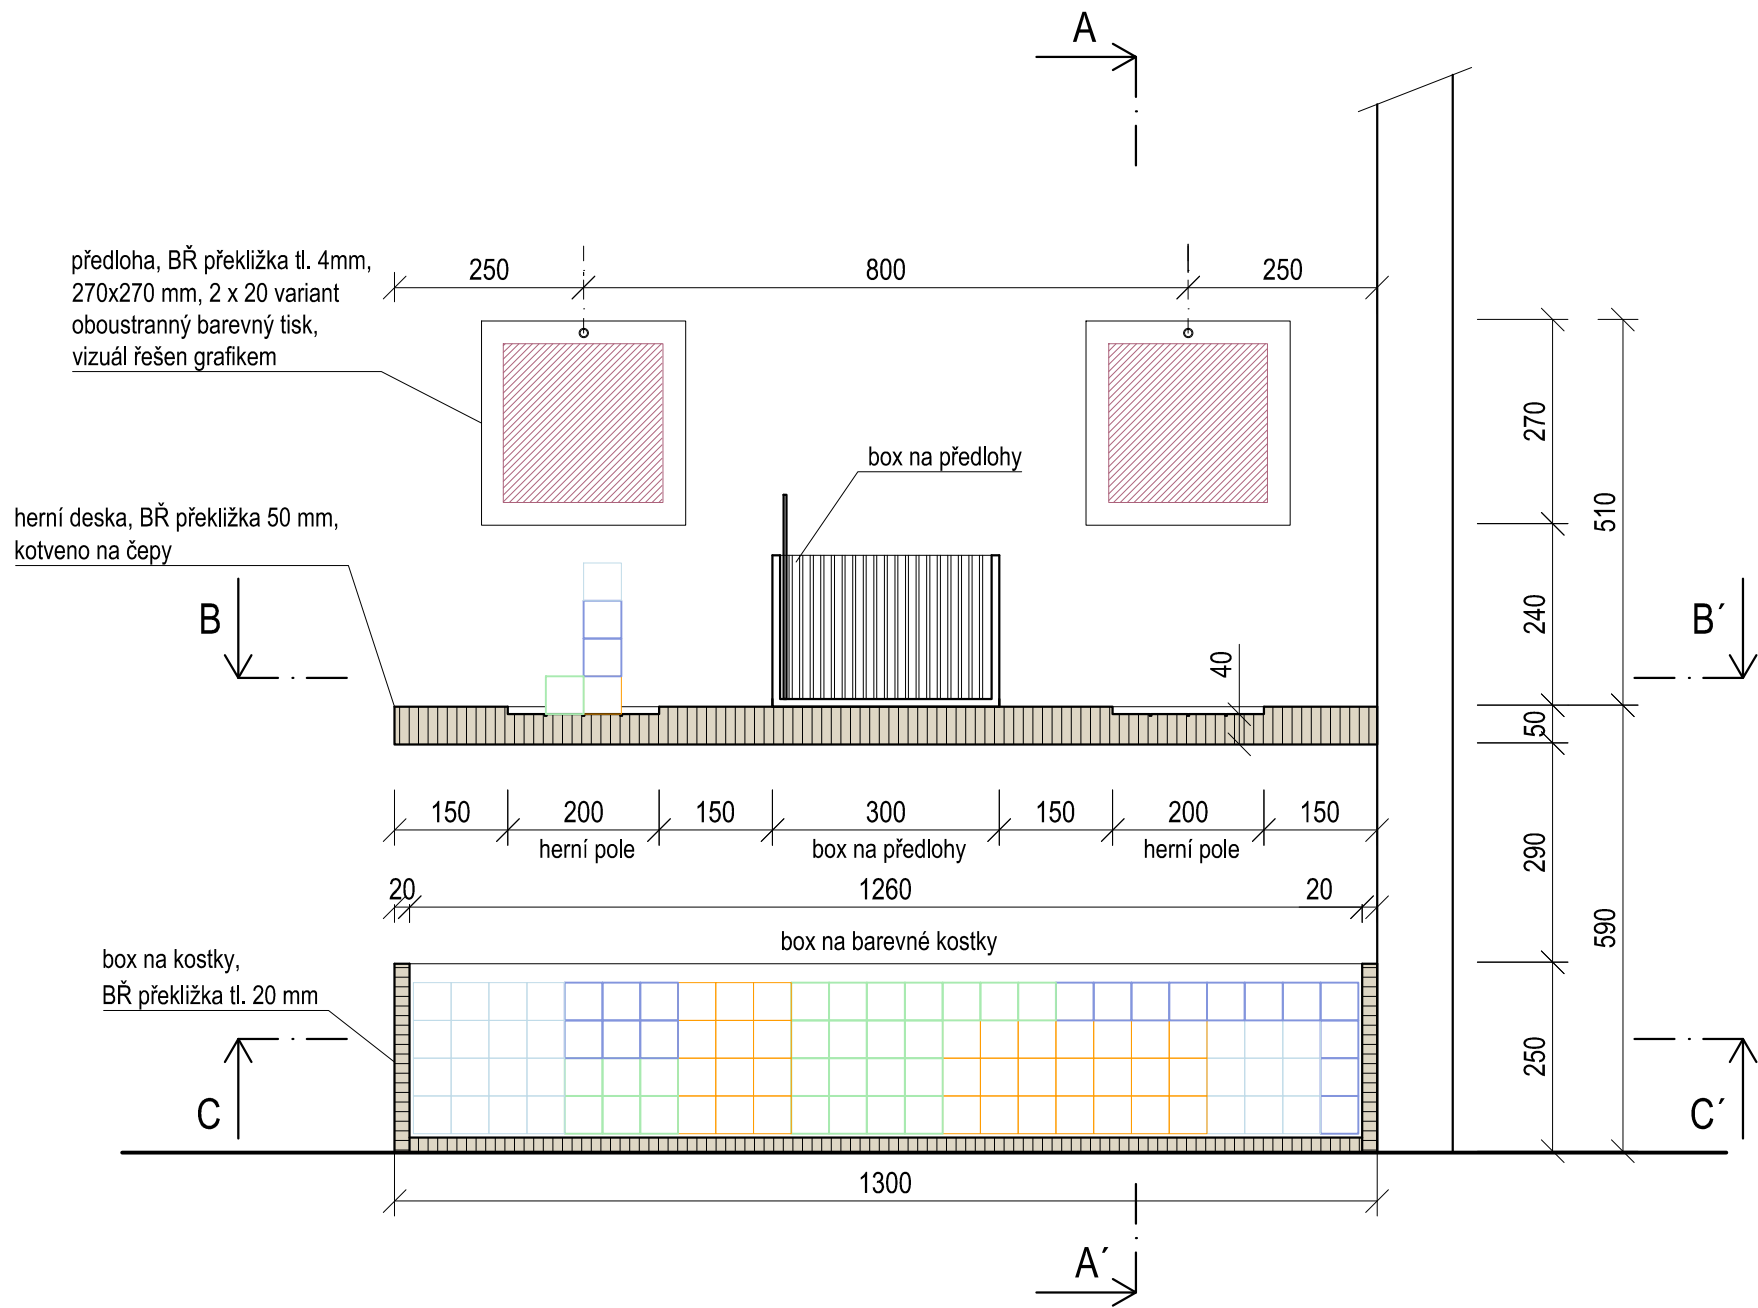 A
předloha, BŘ překližka tl. 4mm,
270x270 mm, 2 x 20 variant
oboustranný barevný tisk,
vizuál řešen grafikem
250
800
250
270
510
box na předlohy
herní deska, BŘ překližka 50 mm,
kotveno na čepy
B
B´
240
40
50
150
200
150
300
150
200
150
herní pole
box na předlohy
herní pole
290
20
1260
20
590
box na barevné kostky
box na kostky,
BŘ překližka tl. 20 mm
250
C
C´
1300
A´